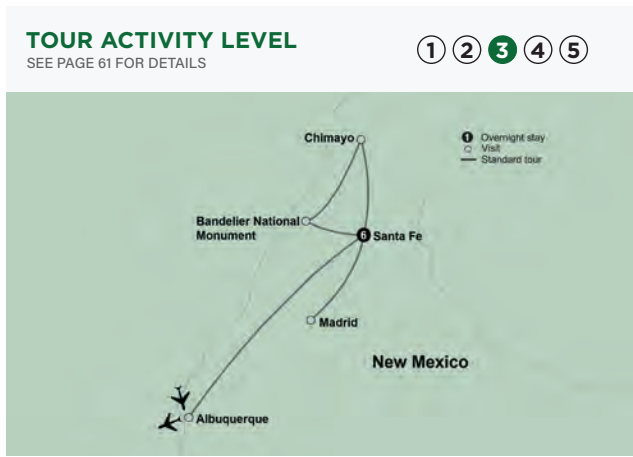 TOUR ACTIVITY LEVEL
SEE PAGE 61 FOR DETAILS
1 2 3 4 5
Chimayo
1 Overnight stay
Visit
Standard tour
Bandelier National
Monument
6 Santa Fe
Madrid
New Mexico
Albuquerque